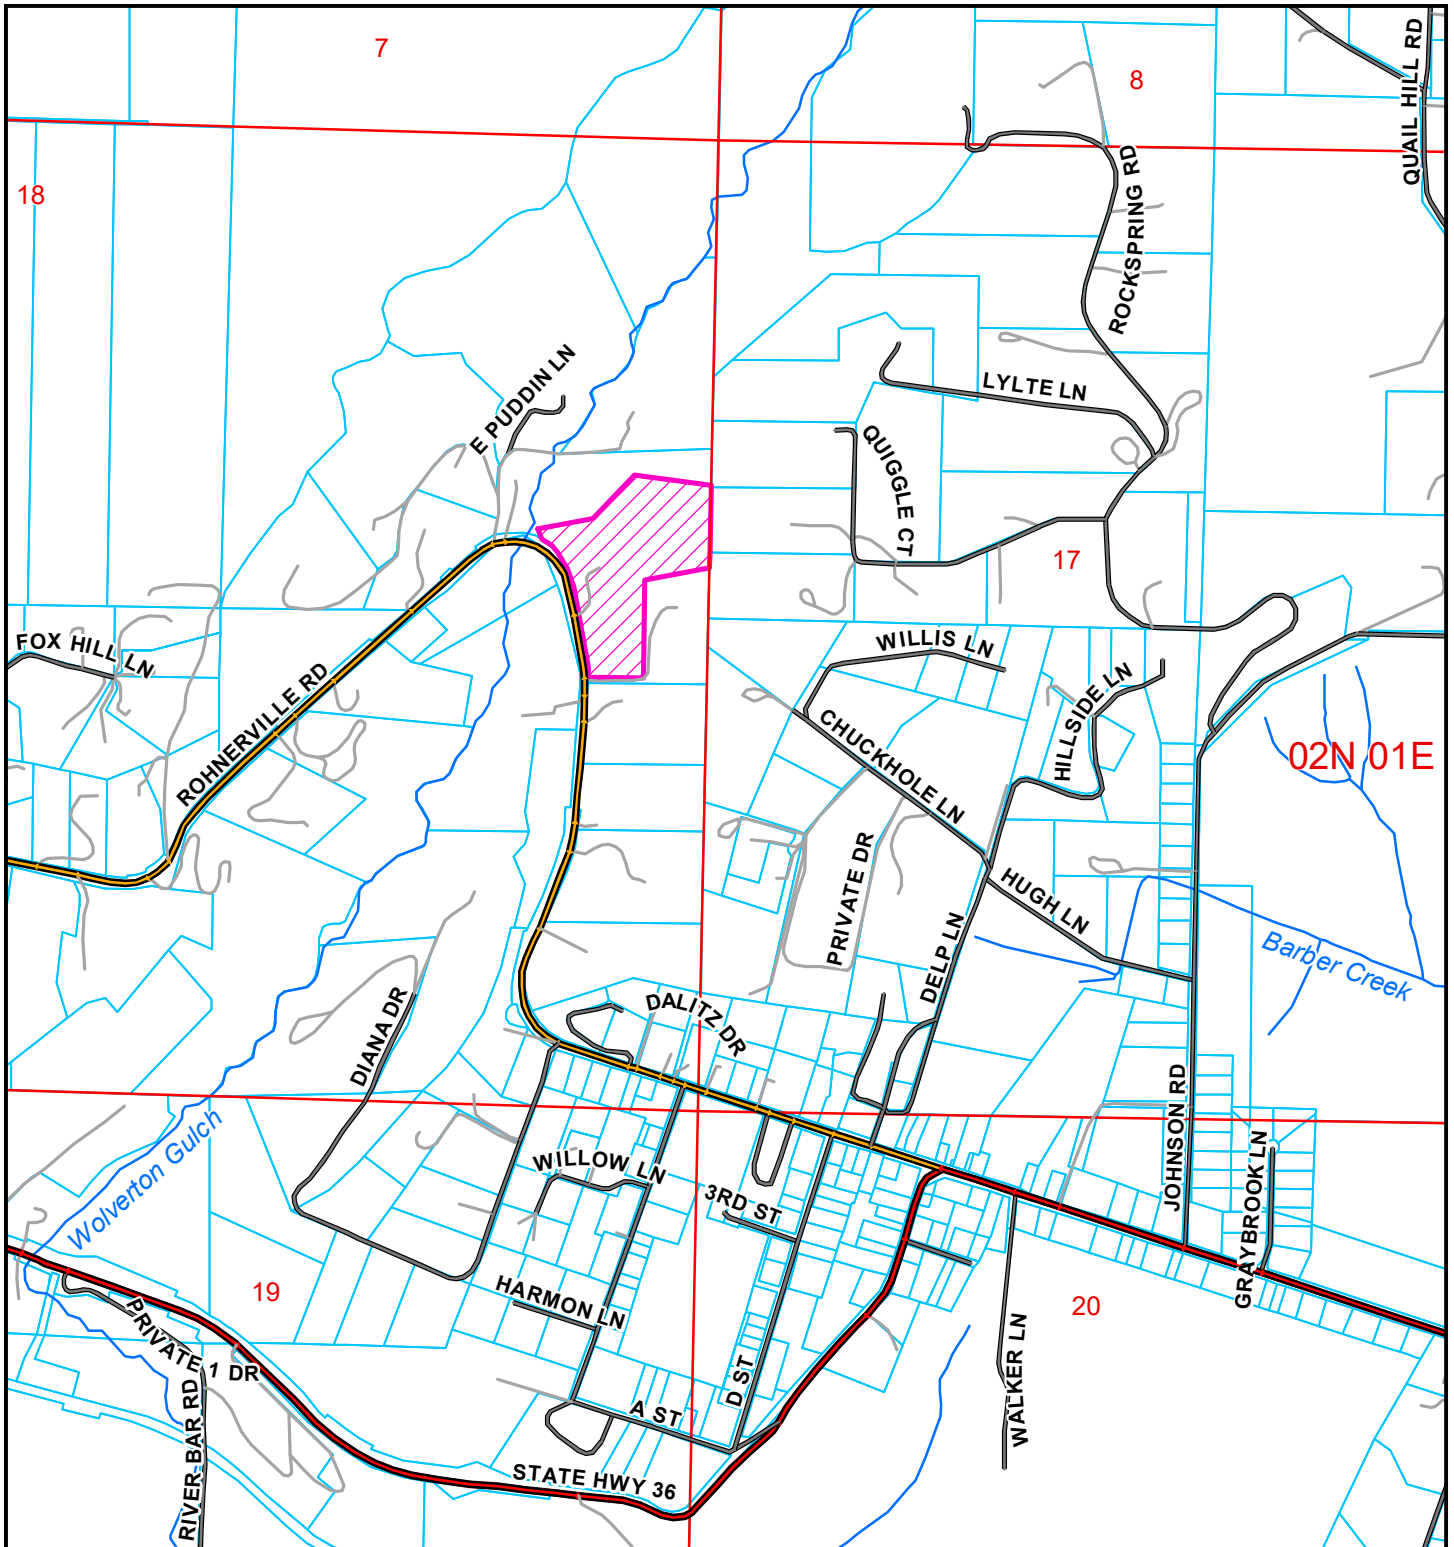 7
8
QUAIL HILL RD
18
ROCKSPRING RD
E PUDDIN LN
LYLTE LN
QUIGGLE CT
17
FOX HILL LN
WILLIS LN
HILLSIDE LN
ROHNERVILLE RD
CHUCKHOLE LN
02N 01E
PRIVATE DR
HUGH LN
DELP LN
Barber Creek
DALITZ DR
DIANA DR
JOHNSON RD
Wolverton Gulch
WILLOW LN
3RD ST
GRAYBROOK LN
19
HARMON LN
20
PRIVATE 1 DR
WALKER LN
D ST
A ST
RIVER BAR RD
STATE HWY 36